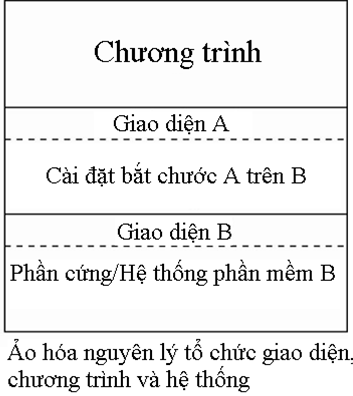 Chương trình
Giao diện A
Cài đặt bắt chước A trên B
Giao diện B
Phần cứng/Hệ thống phần mềm B
Ảo hóa nguyên lý tổ chức giao diện,
chương trình và hệ thống